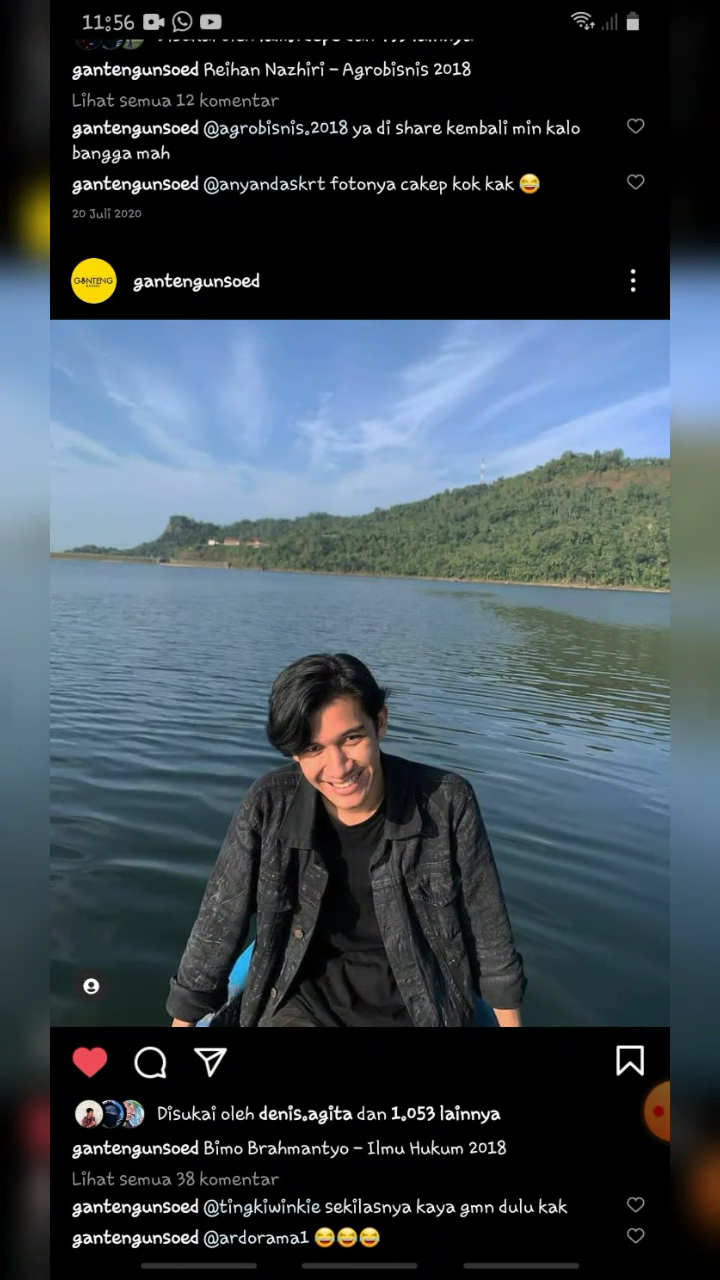 11:56
gantengunsoed Reihan Nazhiri – Agrobisnis 2018
Lihat semua 12 komentar
gantengunsoed @agrobisnis.2018 ya di share kembali min kalo
bangga mah
gantengunsoed @anyandaskrt fotonya cakep kok kak 😂
20 Juli 2020
GANTENG
gantengunsoed
Disukai oleh denis.agita dan 1.053 lainnya
gantengunsoed Bimo Brahmantyo – Ilmu Hukum 2018
Lihat semua 38 komentar
gantengunsoed @tingkiwinkie sekilasnya kaya gmn dulu kak
gantengunsoed @ardorama1 😂😂😂